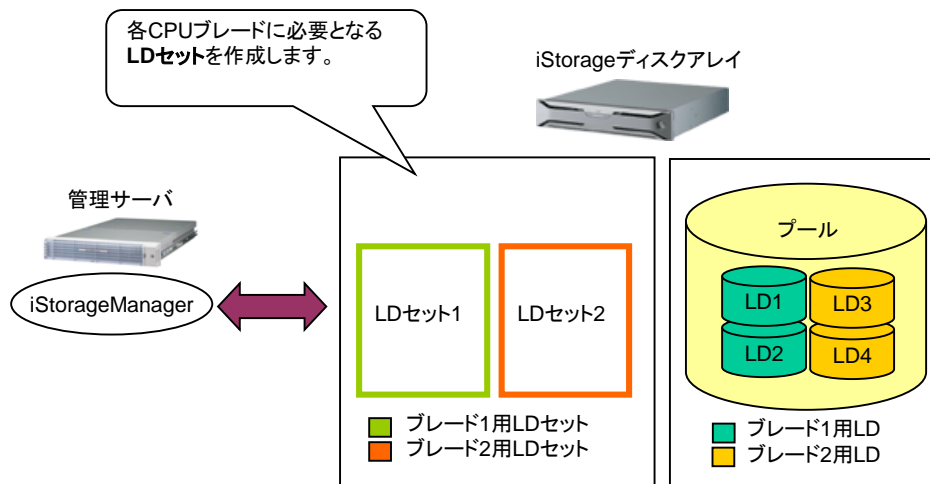 各CPUブレードに必要となる
LDセットを作成します。
iStorageディスクアレイ
管理サーバ
iStorageManager
LDセット1
LDセット2
ブレード1用LDセット
ブレード2用LDセット
プール
LD1
LD3
LD2
LD4
ブレード1用LD
ブレード2用LD